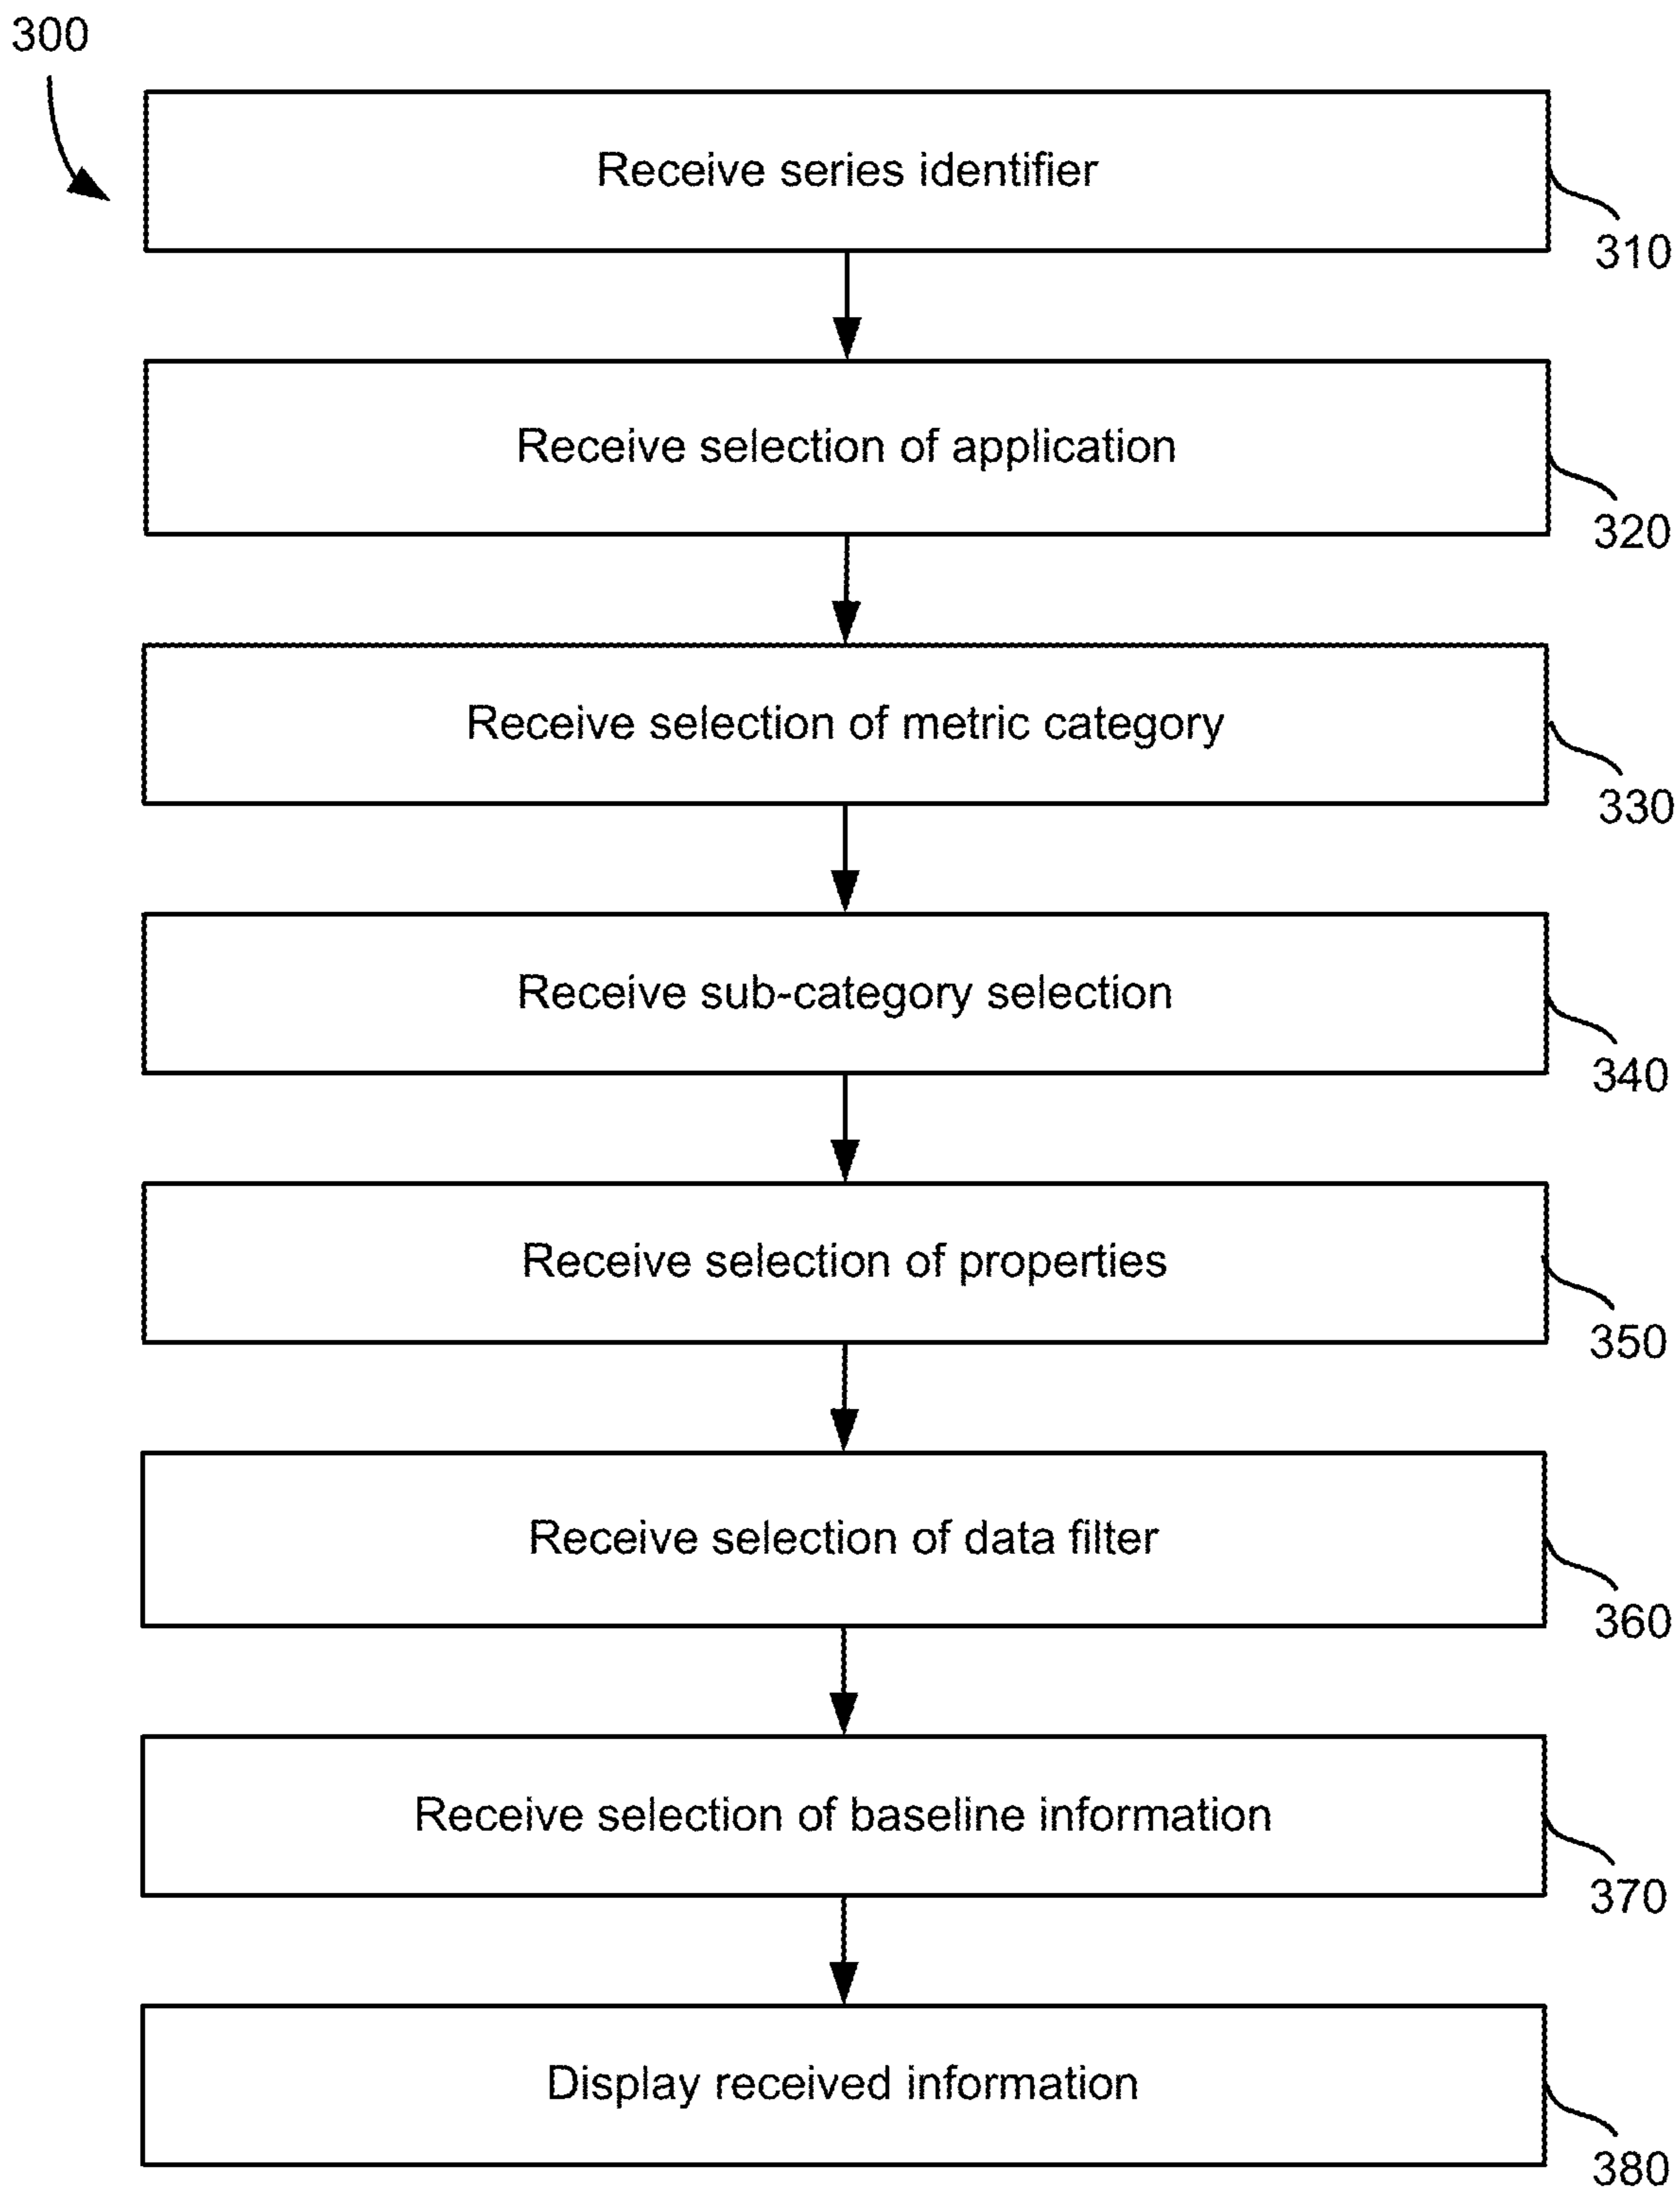 300
Receive series identifier
310
Receive selection of application
320
Receive selection of metric category
330
Receive sub-category selection
340
Receive selection of properties
350
Receive selection of data filter
360
Receive selection of baseline information
370
Display received information
380